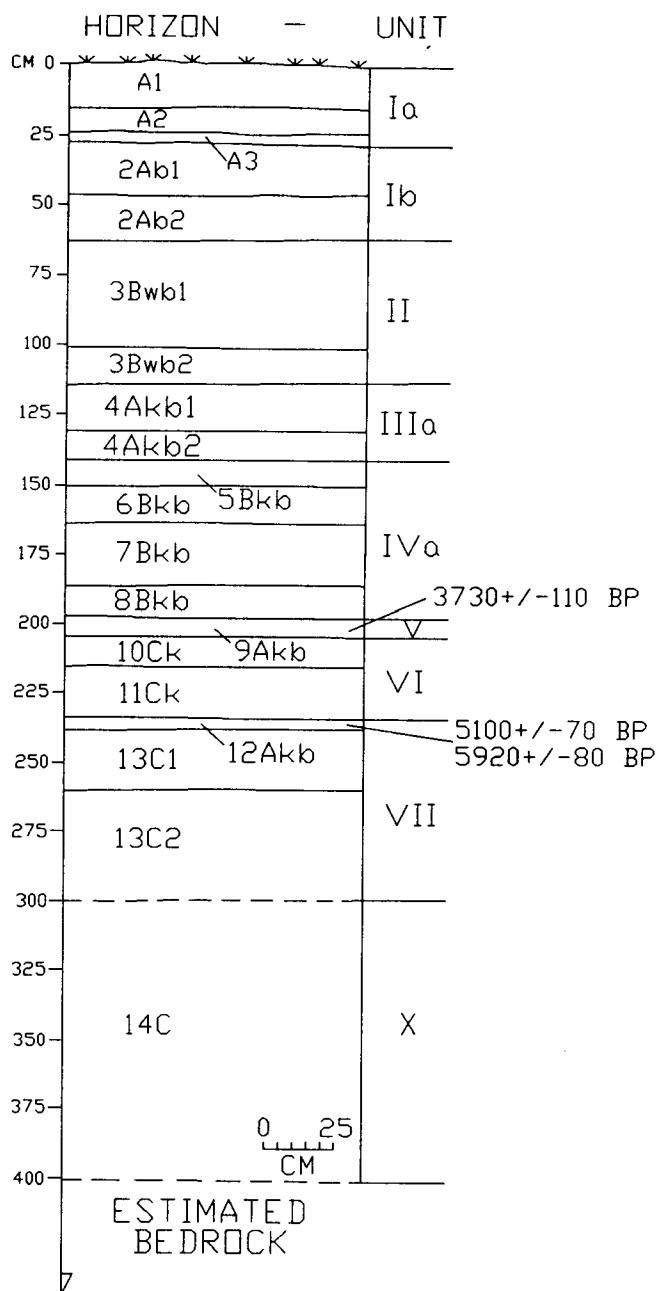 HORIZON - UNIT
CM 0
A1
Ia
A2
25
A3
2Ab1
Ib
50
2Ab2
75
3Bwb1
II
100
3Bwb2
125
4Akb1
IIIa
4Akb2
150
5Bkb
6Bkb
IVa
175
7Bkb
8Bkb
3730+/-110 BP
200
V
9Akb
10Ck
VI
225
11Ck
5100+/-70 BP
12Akb
5920+/-80 BP
250
13C1
VII
275
13C2
300
325
14C
X
350
375
0 25
CM
400
ESTIMATED
BEDROCK